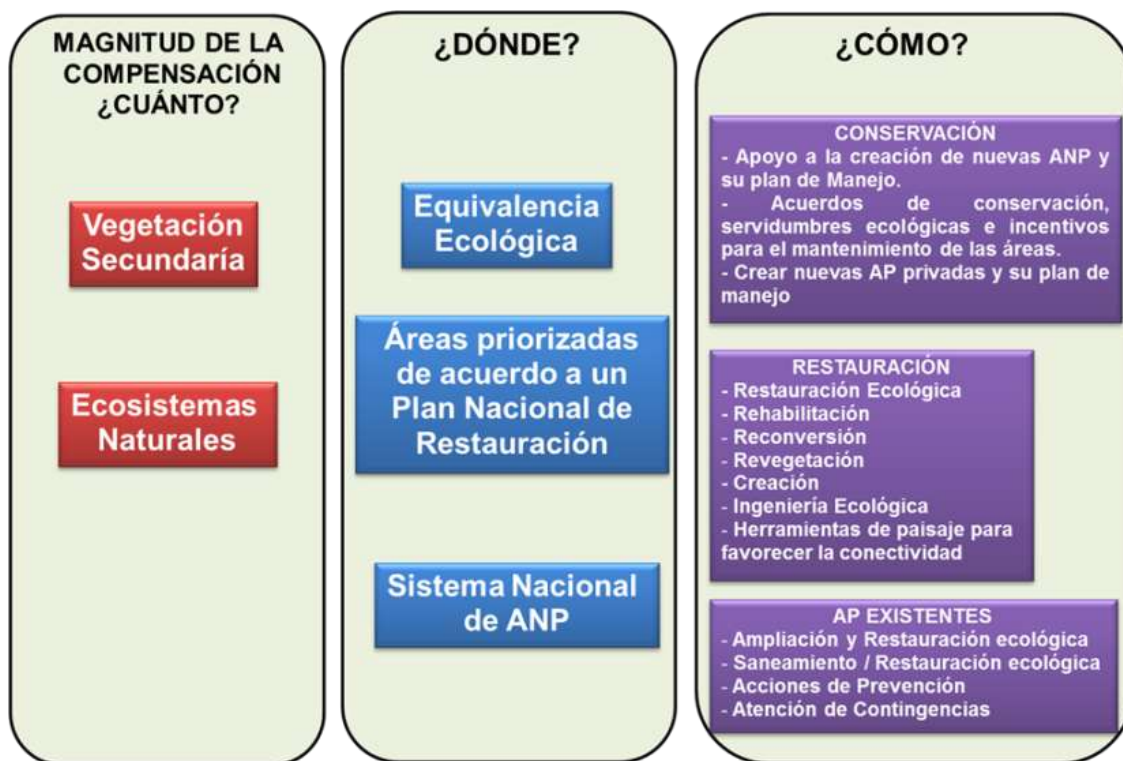 MAGNITUD DE LA
COMPENSACIÓN
¿CUÁNTO?
Vegetación
Secundaría
Ecosistemas
Naturales
¿DÓNDE?
Equivalencia
Ecológica
Áreas priorizadas
de acuerdo a un
Plan Nacional de
Restauración
Sistema Nacional
de ANP
¿CÓMO?
CONSERVACIÓN
- Apoyo a la creación de nuevas ANP y
su plan de Manejo.
- Acuerdos de conservación,
servidumbres ecológicas e incentivos
para el mantenimiento de las áreas.
- Crear nuevas AP privadas y su plan de
manejo
RESTAURACIÓN
- Restauración Ecológica
- Rehabilitación
- Reconversión
- Revegetación
- Creación
- Ingeniería Ecológica
- Herramientas de paisaje para
favorecer la conectividad
AP EXISTENTES
- Ampliación y Restauración ecológica
- Saneamiento / Restauración ecológica
- Acciones de Prevención
- Atención de Contingencias